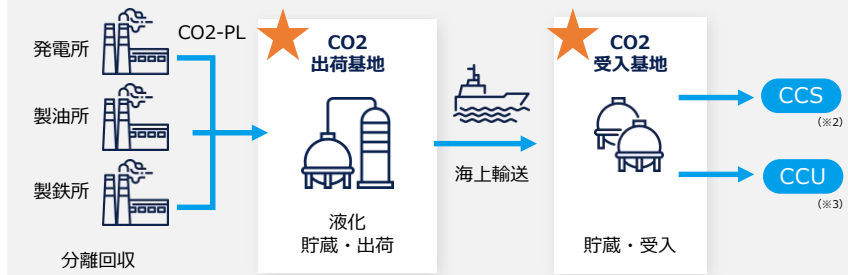 発電所
製油所
製鉄所
分離回収
CO2-PL
CO2
出荷基地
液化
貯蔵・出荷
海上輸送
CO2
受入基地
貯蔵・受入
CCS
(※2)
CCU
(※3)